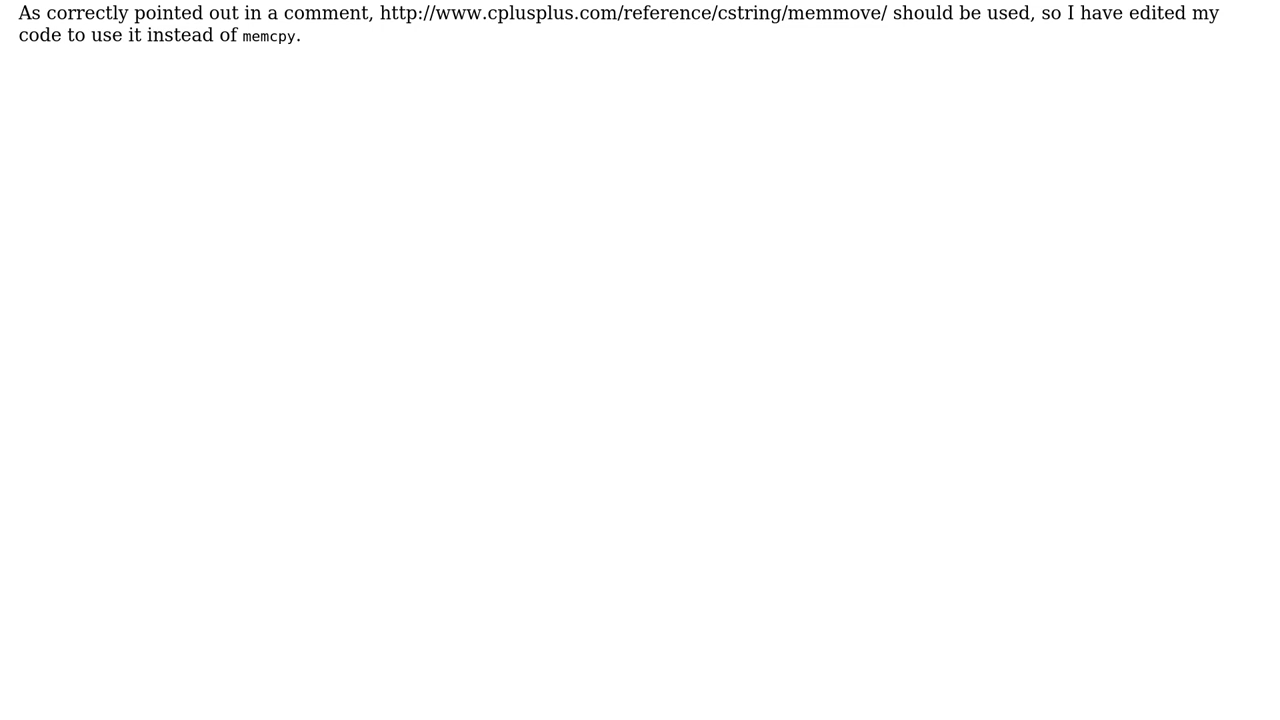 As correctly pointed out in a comment, http://www.cplusplus.com/reference/cstring/memmove/ should be used, so I have edited my
code to use it instead of memcpy.